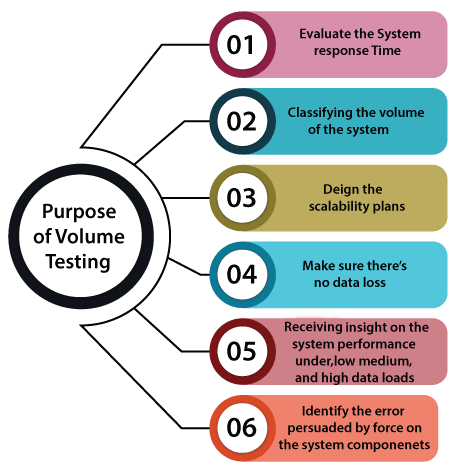 Purpose
of Volume
Testing
01
Evaluate the System
response Time
02
Classifying the volume
of the system
03
Deign the
scalability plans
04
Make sure there's
no data loss
05
Receiving insight on the
system performance
under,low medium,
and high data loads
06
Identify the error
persuaded by force on
the system componenets